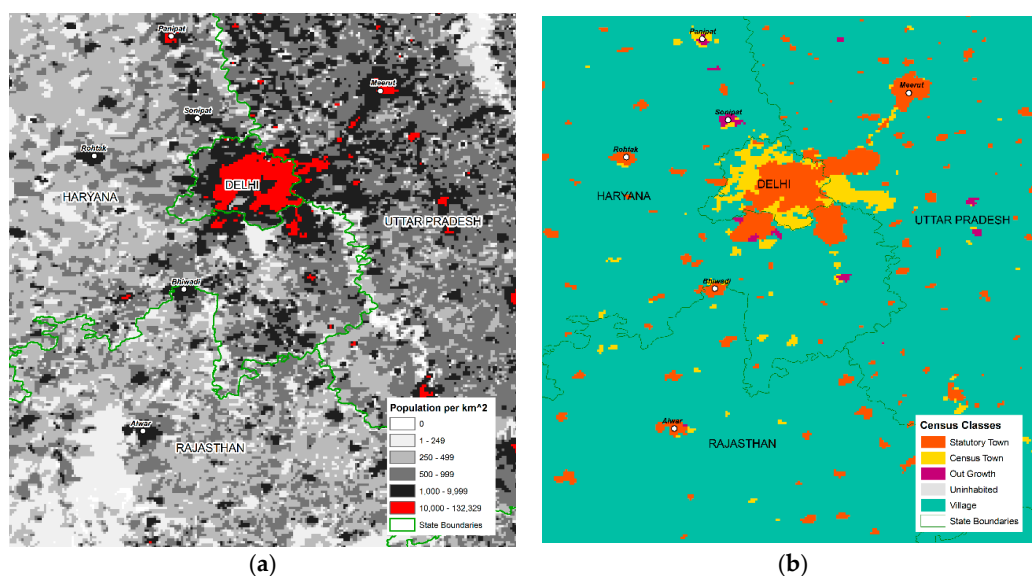 Panipat
Meerut
Sonipat
Rohtak
HARYANA
DELHI
UTTAR PRADESH
Bhiwadi
Alwar
RAJASTHAN
Population per km^2
0
1 - 249
250 - 499
500 - 999
1,000 - 9,999
10,000 - 132,329
State Boundaries
(a)
Panipat
Meerut
Sonipat
Rohtak
HARYANA
DELHI
UTTAR PRADESH
Bhiwadi
Alwar
RAJASTHAN
Census Classes
Statutory Town
Census Town
Out Growth
Uninhabited
Village
State Boundaries
(b)